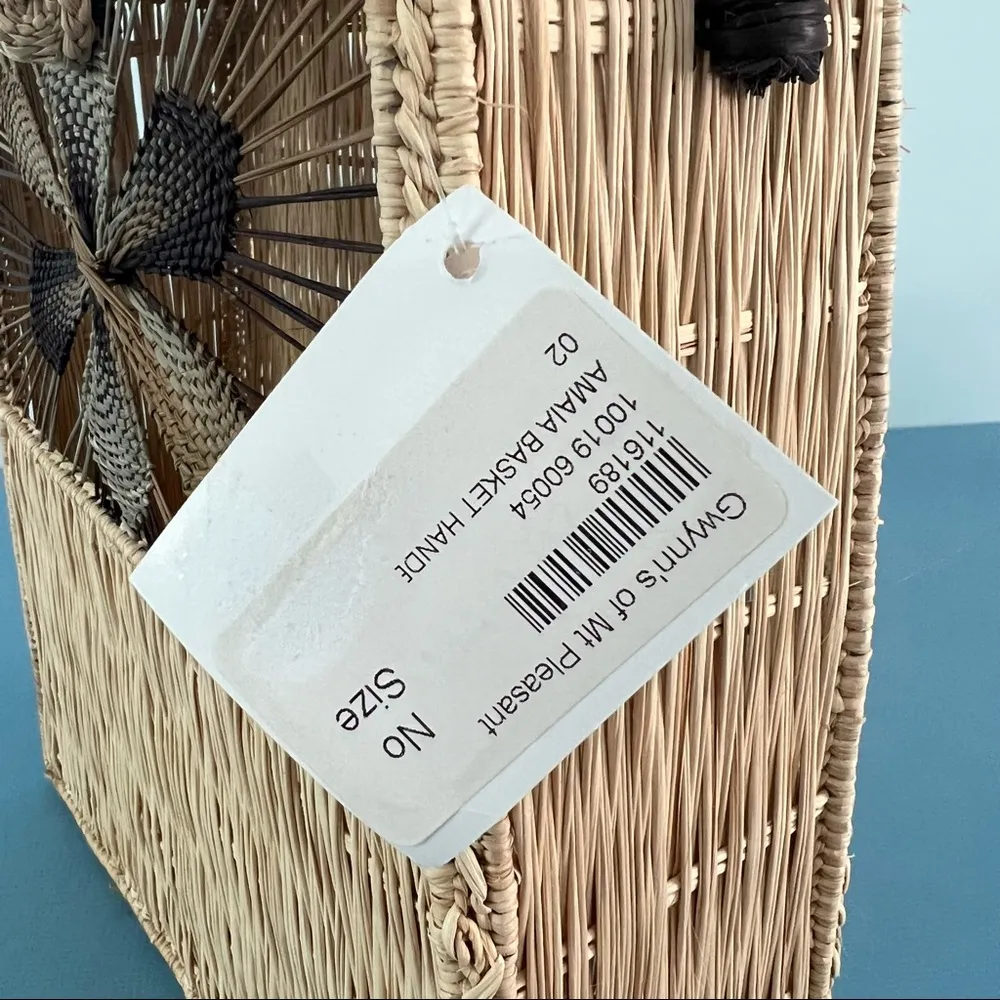 Gwynn's of Mt Pleasant
116189
10019 60054
AMAIA BASKET HANDE
02
No
Size